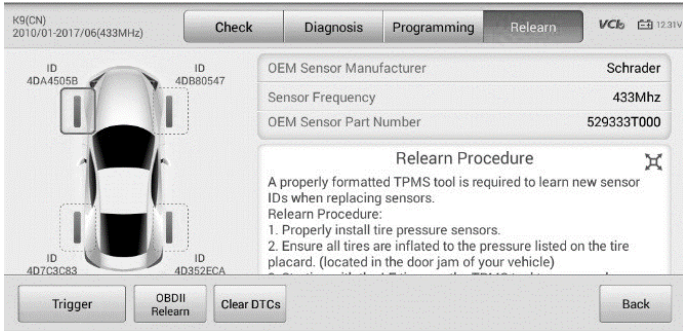 K9(CN)
2010/01-2017/06(433MHz)
Check
Diagnosis
Programming
Relearn
VCI
12.31V
ID
4DA4505B
ID
4DB80547
ID
4D7C3C83
ID
4D352ECA
OEM Sensor Manufacturer Schrader
Sensor Frequency 433Mhz
OEM Sensor Part Number 529333T000
Relearn Procedure
A properly formatted TPMS tool is required to learn new sensor
IDs when replacing sensors.
Relearn Procedure:
1. Properly install tire pressure sensors.
2. Ensure all tires are inflated to the pressure listed on the tire
placard. (located in the door jam of your vehicle)
Trigger
OBDII
Relearn
Clear DTCs
Back